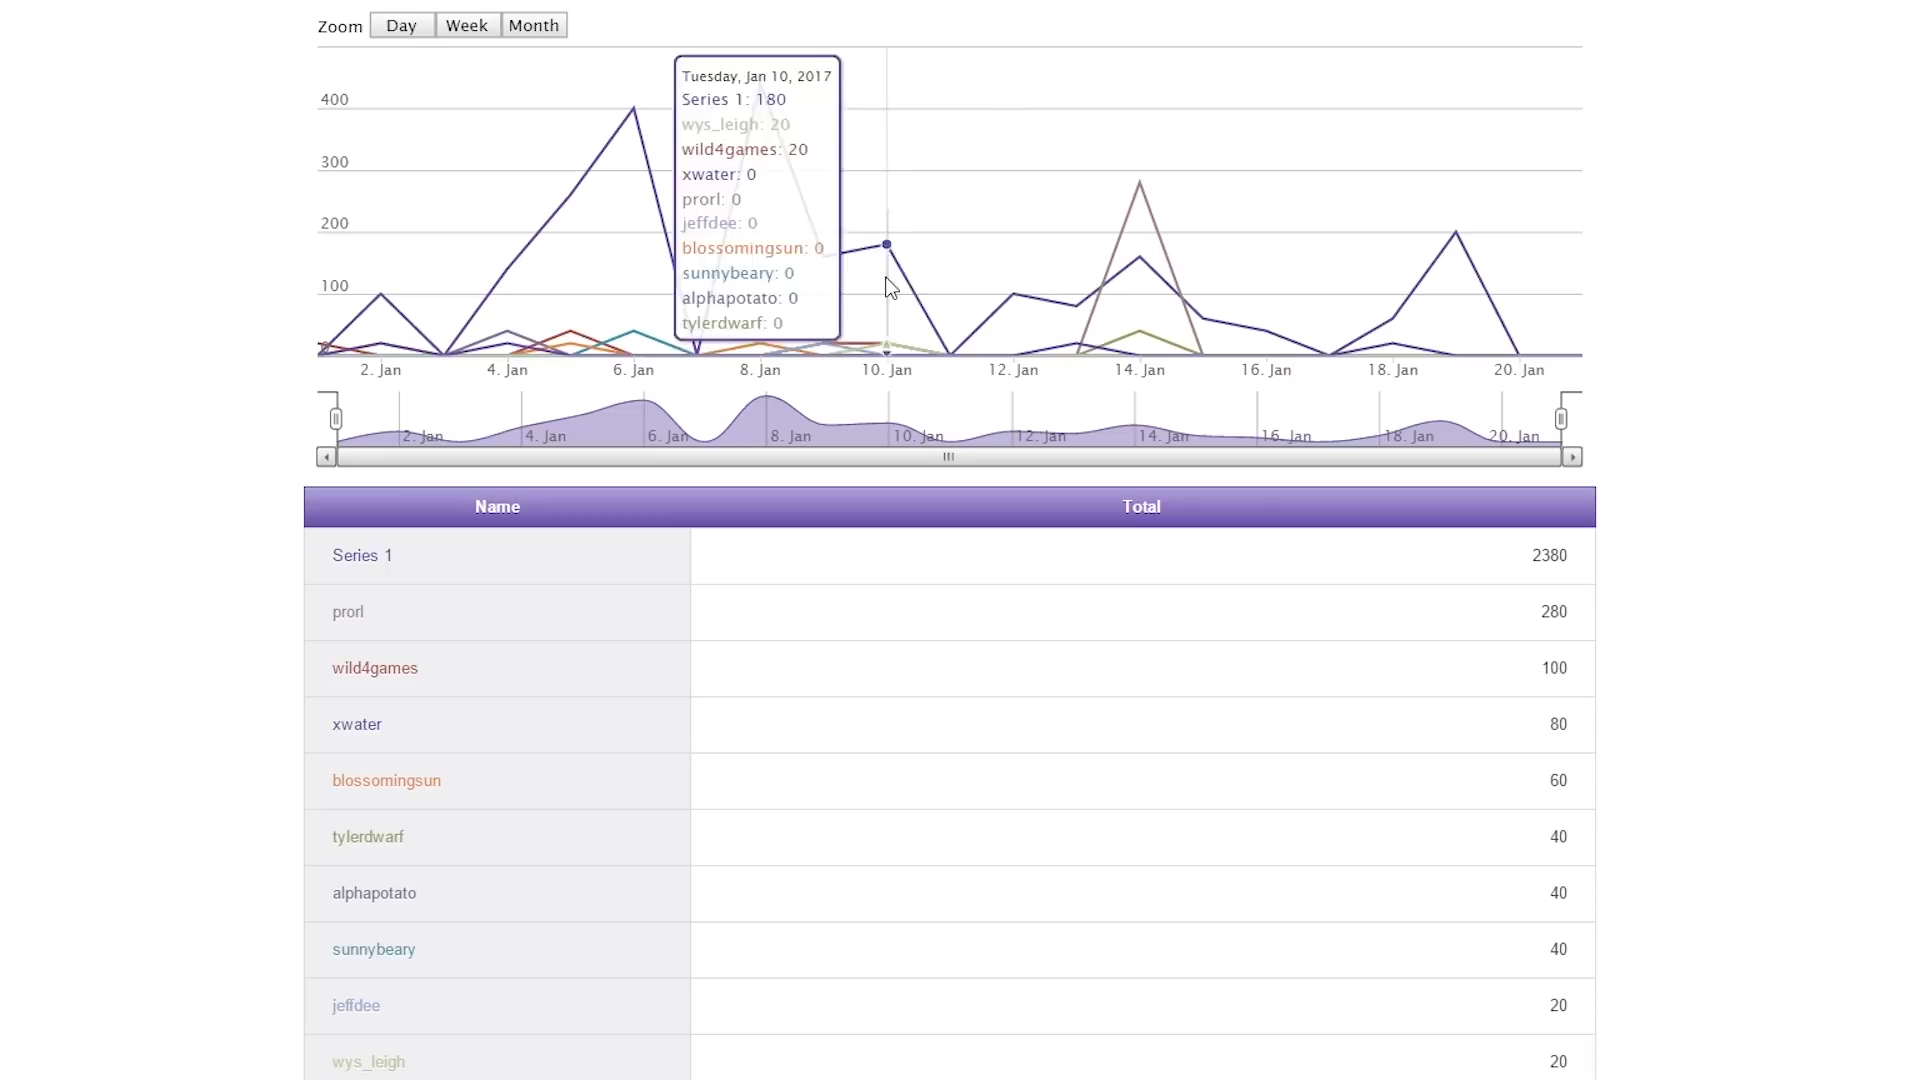 Zoom Day Week Month
Tuesday, Jan 10, 2017
Series 1: 180
wys_leigh: 20
wild4games: 20
xwater: 0
prorl: 0
jeffdee: 0
blossomingsun: 0
sunnybeary: 0
alphapotato: 0
tylerdwarf: 0
400
300
200
100
0
2. Jan 4. Jan 6. Jan 8. Jan 10. Jan 12. Jan 14. Jan 16. Jan 18. Jan 20. Jan
2. Jan 4. Jan 6. Jan 8. Jan 10. Jan 12. Jan 14. Jan 16. Jan 18. Jan 20. Jan
Name Total
Series 1 2380
prorl 280
wild4games 100
xwater 80
blossomingsun 60
tylerdwarf 40
alphapotato 40
sunnybeary 40
jeffdee 20
wys_leigh 20